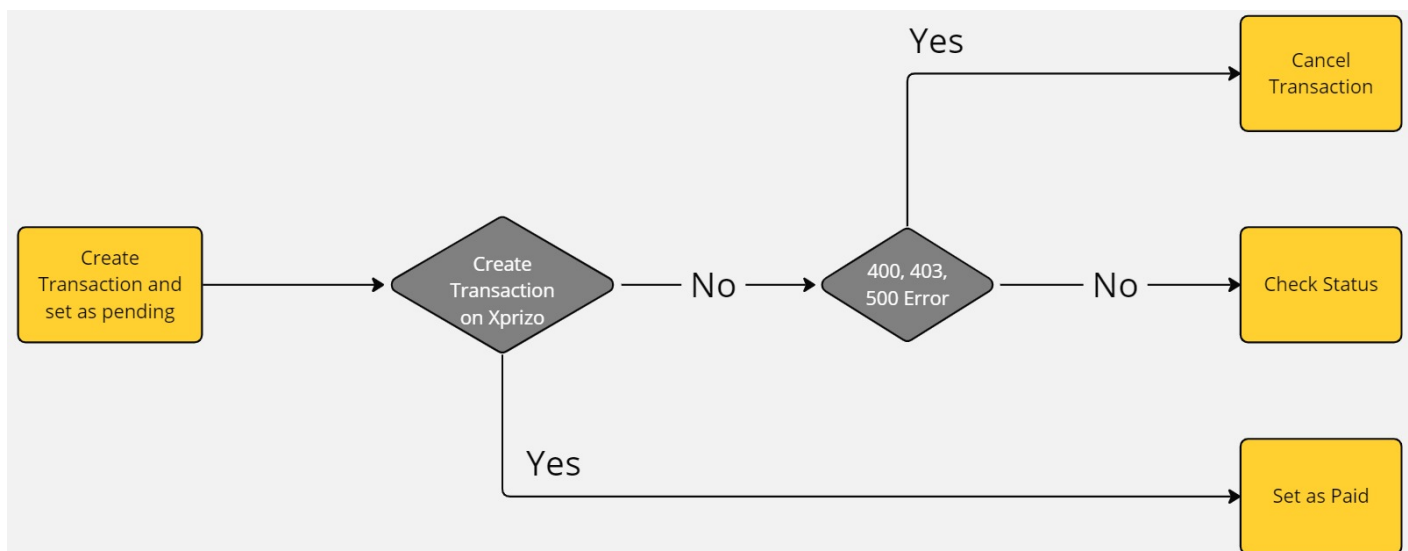 Yes
Cancel
Transaction
Create
Transaction and
set as pending
Create
Transaction
on Xprizo
No
400, 403,
500 Error
No
Check Status
Yes
Set as Paid